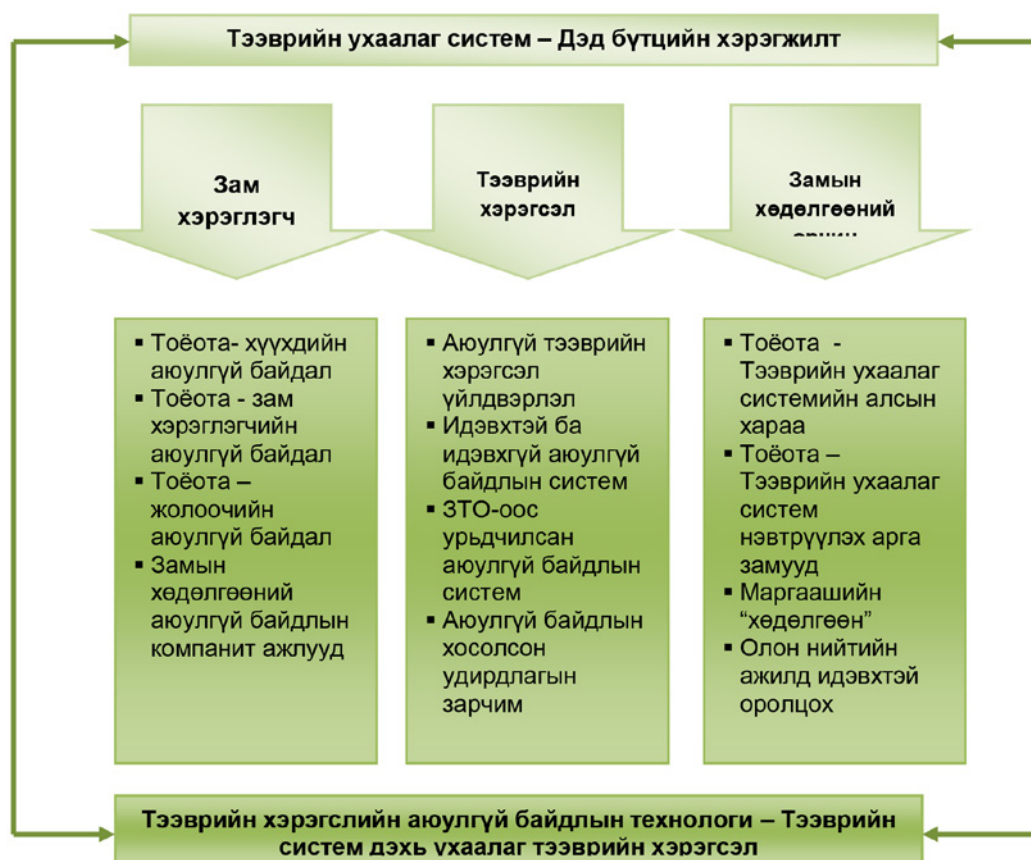 Тээврийн ухаалаг систем – Дэд бүтцийн хэрэгжилт
Зам
хэрэглэгч
Тээврийн
хэрэгсэл
Замын
хөдөлгөөний
орчин
▪ Тоёота- хүүхдийн
аюулгүй байдал
▪ Тоёота - зам
хэрэглэгчийн
аюулгүй байдал
▪ Тоёота –
жолоочийн
аюулгүй байдал
▪ Замын
хөдөлгөөний
аюулгүй байдлын
компанит ажлууд
▪ Аюулгүй тээврийн
хэрэгсэл
үйлдвэрлэл
▪ Идэвхтэй ба
идэвхгүй аюулгүй
байдлын систем
▪ ЗТО-оос
урьдчилсан
аюулгүй байдлын
систем
▪ Аюулгүй байдлын
хосолсон
удирдлагын
зарчим
▪ Тоёота -
Тээврийн ухаалаг
системийн алсын
хараа
▪ Тоёота –
Тээврийн ухаалаг
систем
нэвтрүүлэх арга
замууд
▪ Маргаашийн
“хөдөлгөөн”
▪ Олон нийтийн
ажилд идэвхтэй
оролцох
Тээврийн хэрэгслийн аюулгүй байдлын технологи – Тээврийн
систем дэхь ухаалаг тээврийн хэрэгсэл